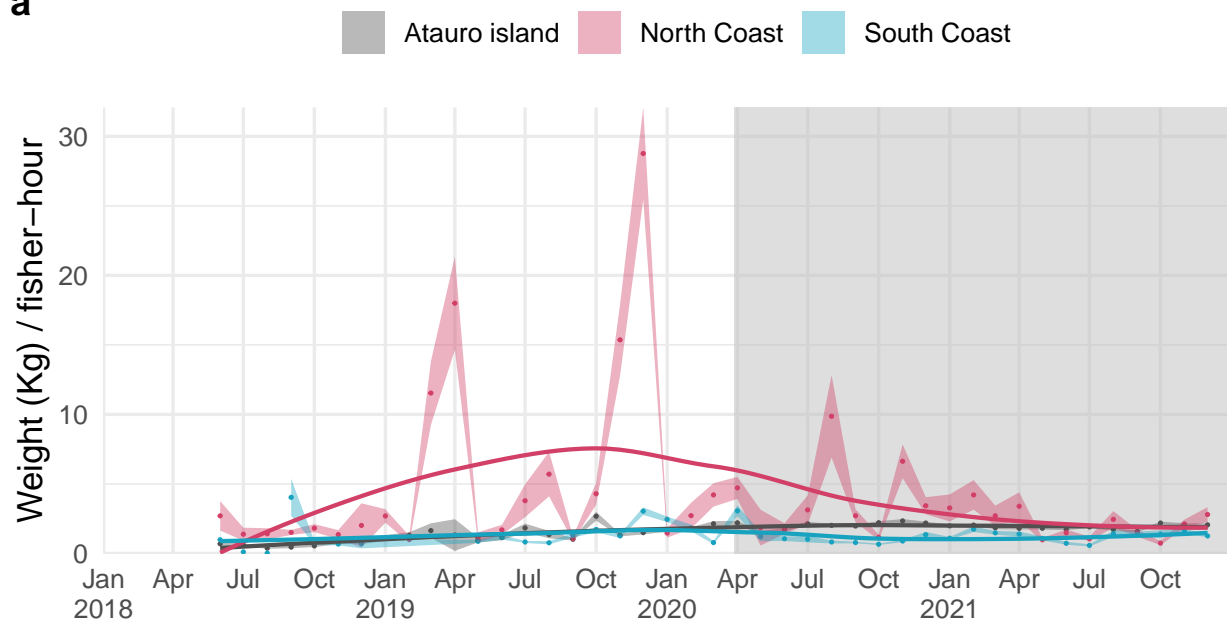 a
Atauro island North Coast South Coast
Weight (Kg) / fisher−hour
30
20
10
0
Jan Apr Jul Oct Jan Apr Jul Oct Jan Apr Jul Oct Jan Apr Jul Oct
2018 2019 2020 2021